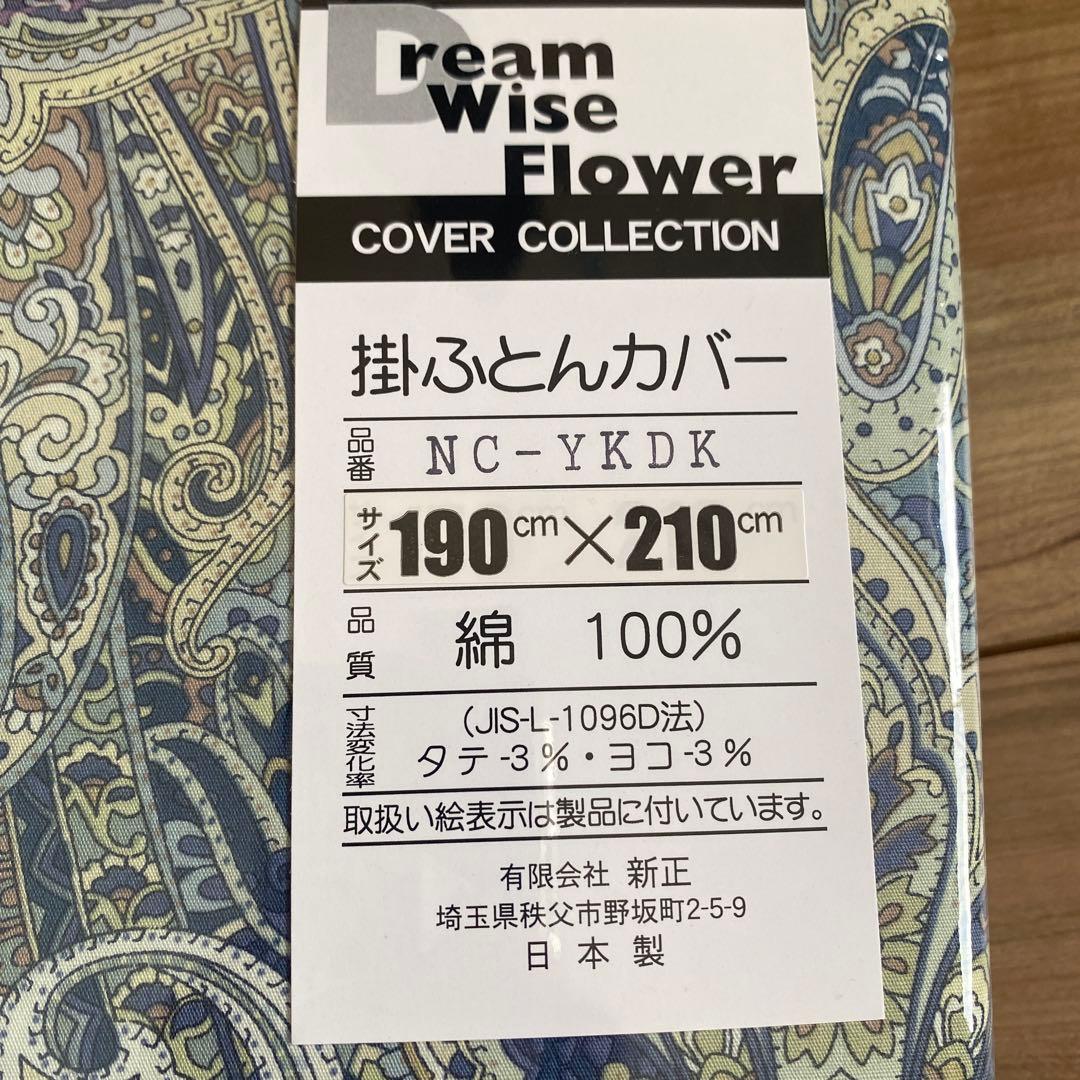 Dream
Wise
Flower
COVER COLLECTION
掛ふとんカバー
品番 NC-YKDK
サイズ 190cm×210cm
品質 綿 100%
寸法変化率 (JIS-L-1096D法)
タテ-3%・ヨコ-3%
取扱い絵表示は製品に付いています。
有限会社 新正
埼玉県秩父市野坂町2-5-9
日本製